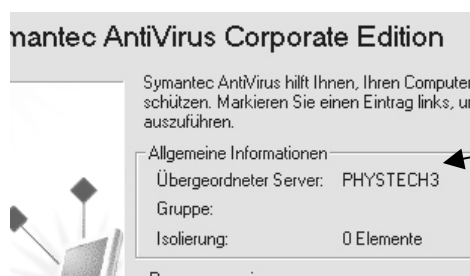 mantec AntiVirus Corporate Edition
Symantec AntiVirus hilft Ihnen, Ihren Computer
schützen. Markieren Sie einen Eintrag links, u
auszuführen.
Allgemeine Informationen
Übergeordneter Server: PHYSTECH3
Gruppe:
Isolierung: 0 Elemente